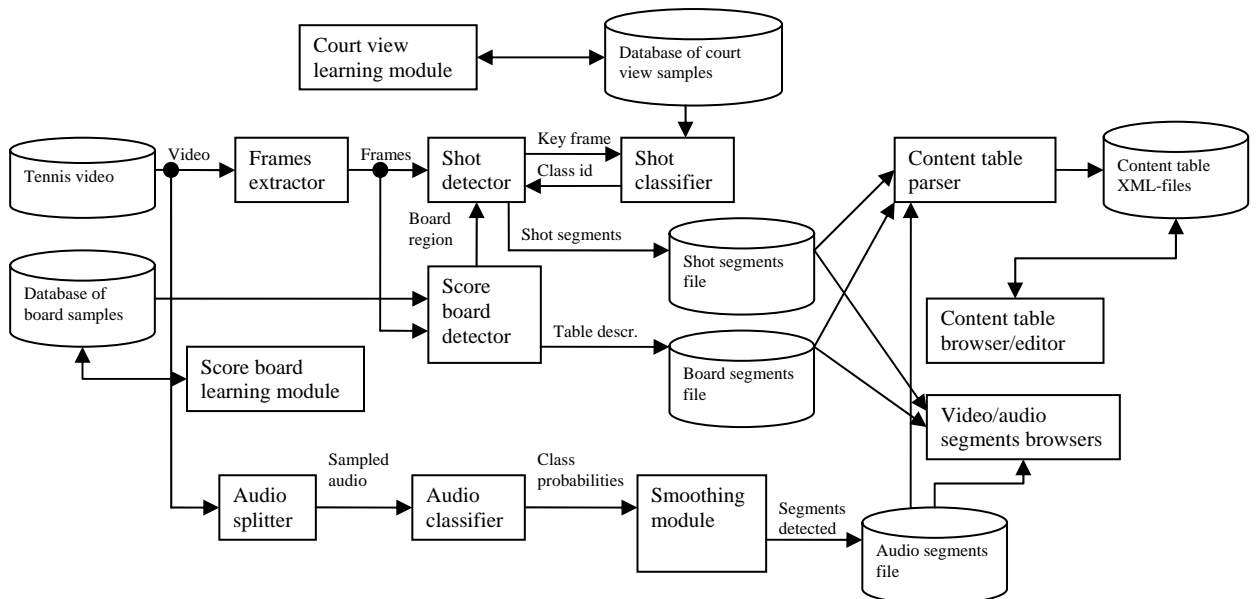 Court view
learning module
Database of court
view samples
Tennis video
Video
Frames
extractor
Frames
Shot
detector
Key frame
Class id
Shot
classifier
Content table
parser
Content table
XML-files
Board
region
Shot segments
Shot segments
file
Database of
board samples
Score
board
detector
Table descr.
Board segments
file
Content table
browser/editor
Score board
learning module
Video/audio
segments browsers
Audio
splitter
Sampled
audio
Audio
classifier
Class
probabilities
Smoothing
module
Segments
detected
Audio segments
file